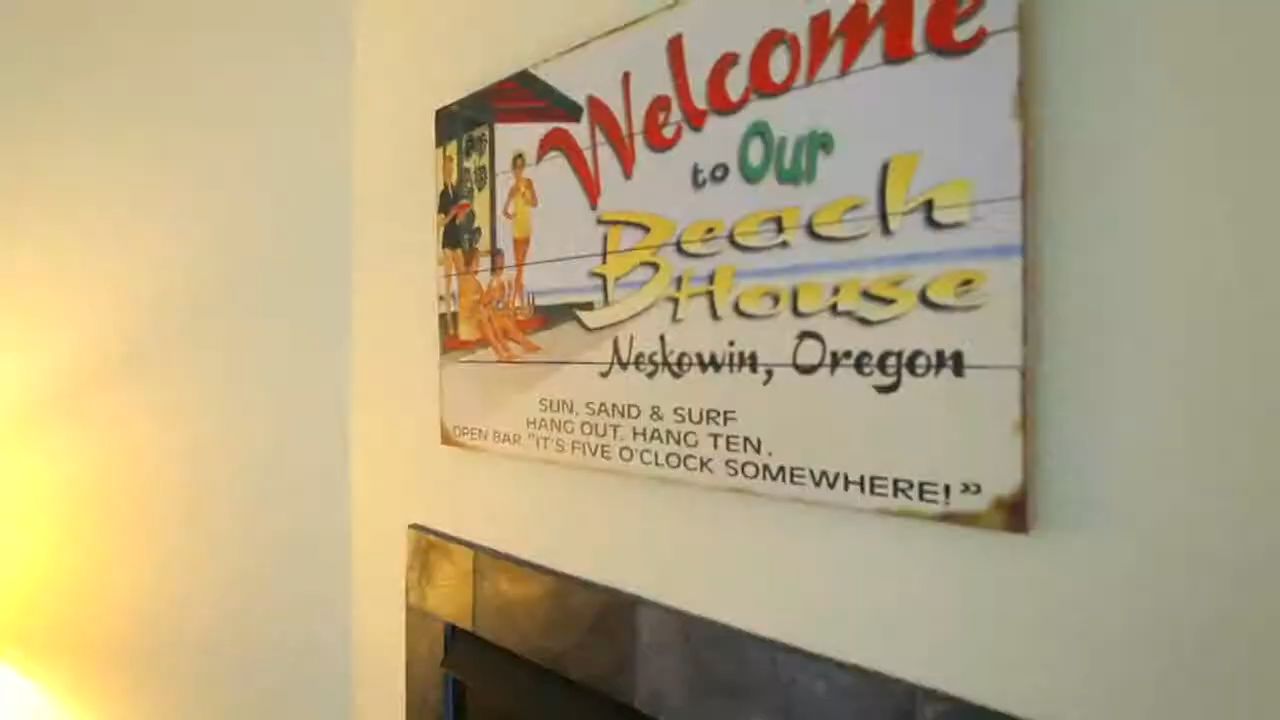 Welcome
to Our
Beach
House
Neskowin, Oregon
SUN, SAND & SURF
HANG OUT. HANG TEN.
OPEN BAR "IT'S FIVE O'CLOCK SOMEWHERE!"